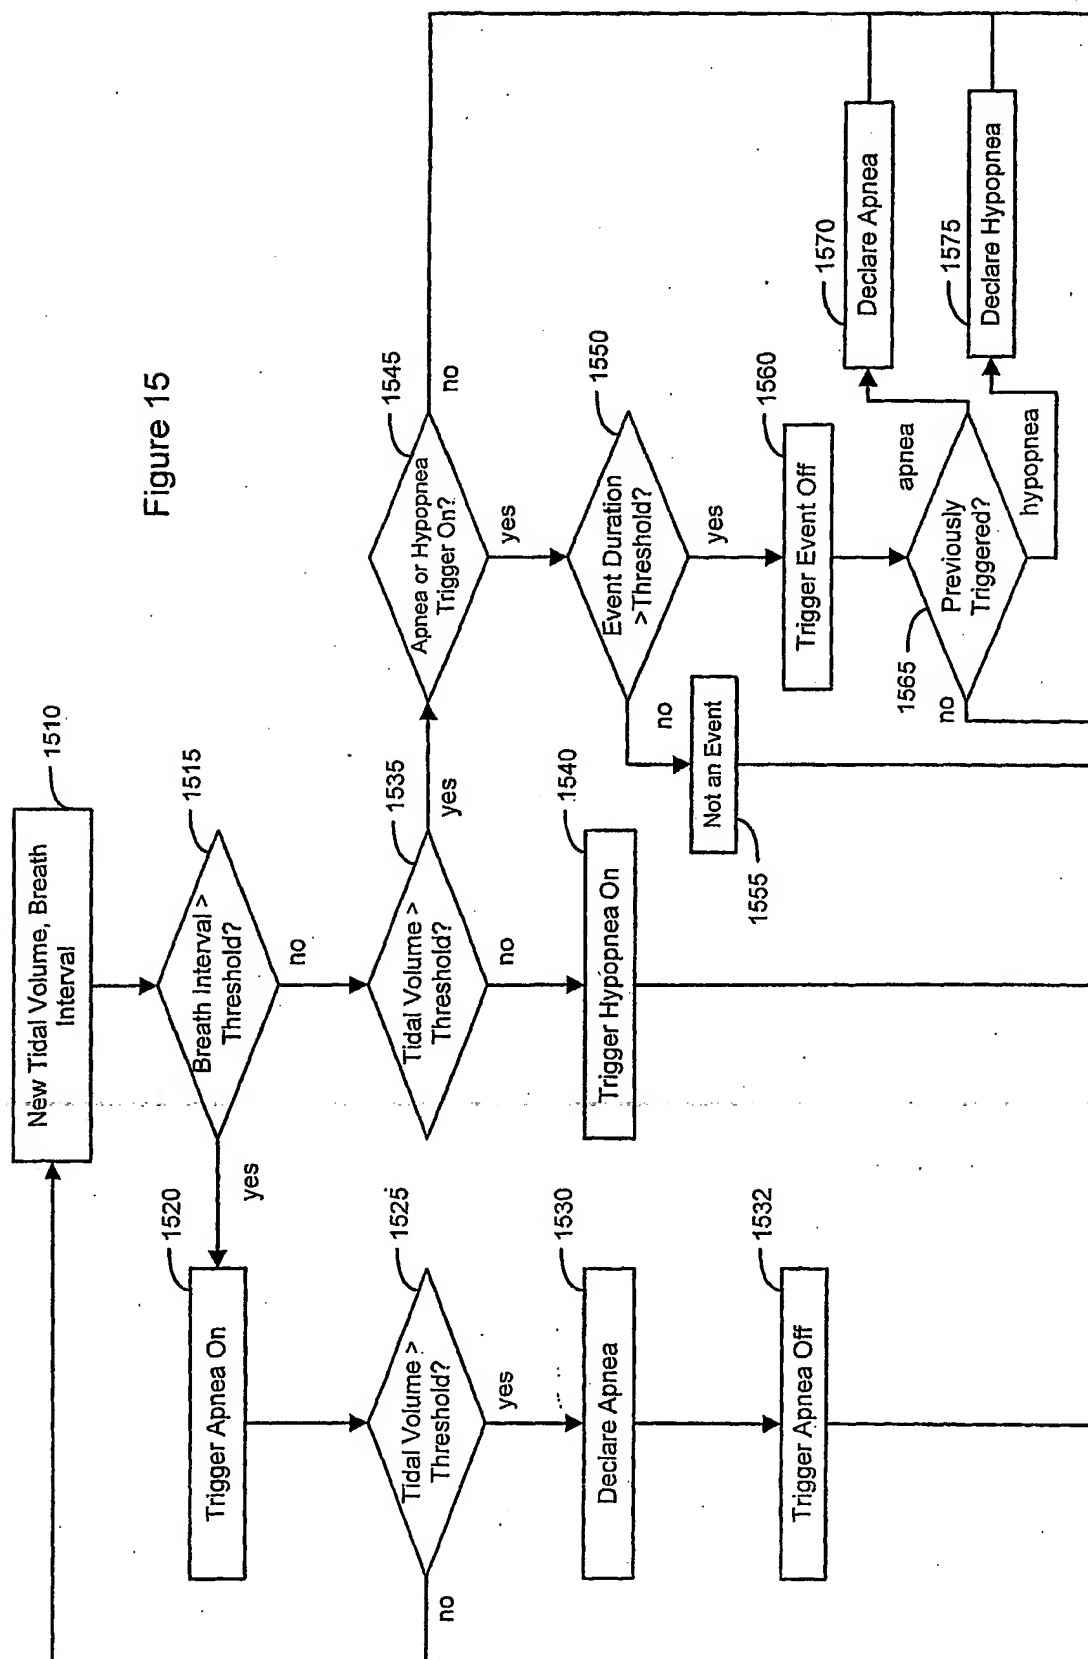 Figure 15
1510
New Tidal Volume, Breath
Interval
1515
Breath Interval >
Threshold?
yes
no
1520
Trigger Apnea On
1525
Tidal Volume >
Threshold?
no
yes
1530
Declare Apnea
1532
Trigger Apnea Off
1535
Tidal Volume >
Threshold?
yes
no
1540
Trigger Hypopnea On
1545
Apnea or Hypopnea
Trigger On?
no
yes
1550
Event Duration
>Threshold?
no
yes
Not an Event
1555
1560
Trigger Event Off
1565
Previously
Triggered?
no
apnea
hypopnea
1570
Declare Apnea
1575
Declare Hypopnea